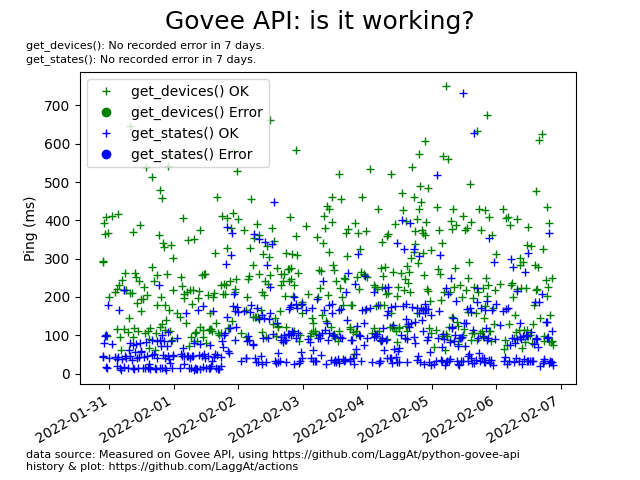 Govee API: is it working?
get_devices(): No recorded error in 7 days.
get_states(): No recorded error in 7 days.
get_devices() OK
get_devices() Error
get_states() OK
get_states() Error
Ping (ms)
700
600
500
400
300
200
100
0
2022-01-31
2022-02-01
2022-02-02
2022-02-03
2022-02-04
2022-02-05
2022-02-06
2022-02-07
data source: Measured on Govee API, using https://github.com/LaggAt/python-govee-api
history & plot: https://github.com/LaggAt/actions